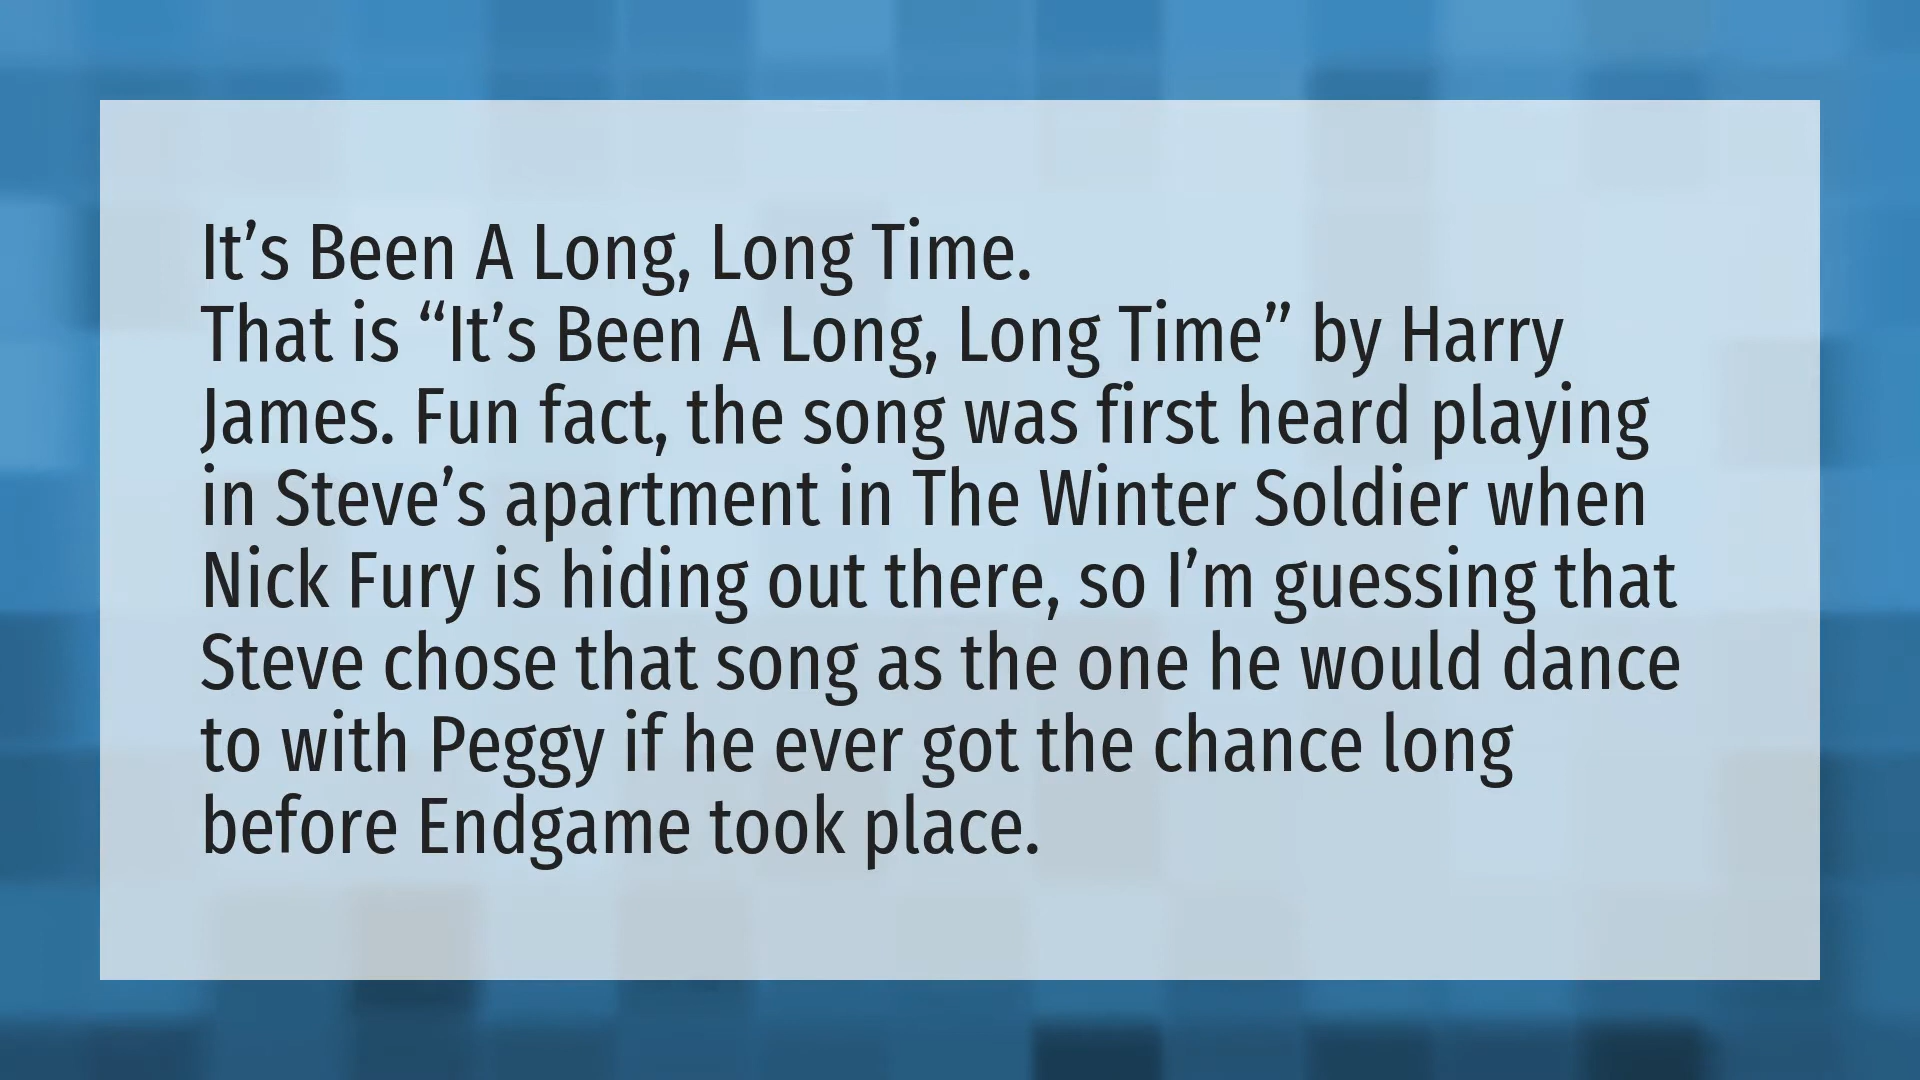 It’s Been A Long, Long Time.
That is “It’s Been A Long, Long Time” by Harry
James. Fun fact, the song was first heard playing
in Steve’s apartment in The Winter Soldier when
Nick Fury is hiding out there, so I’m guessing that
Steve chose that song as the one he would dance
to with Peggy if he ever got the chance long
before Endgame took place.